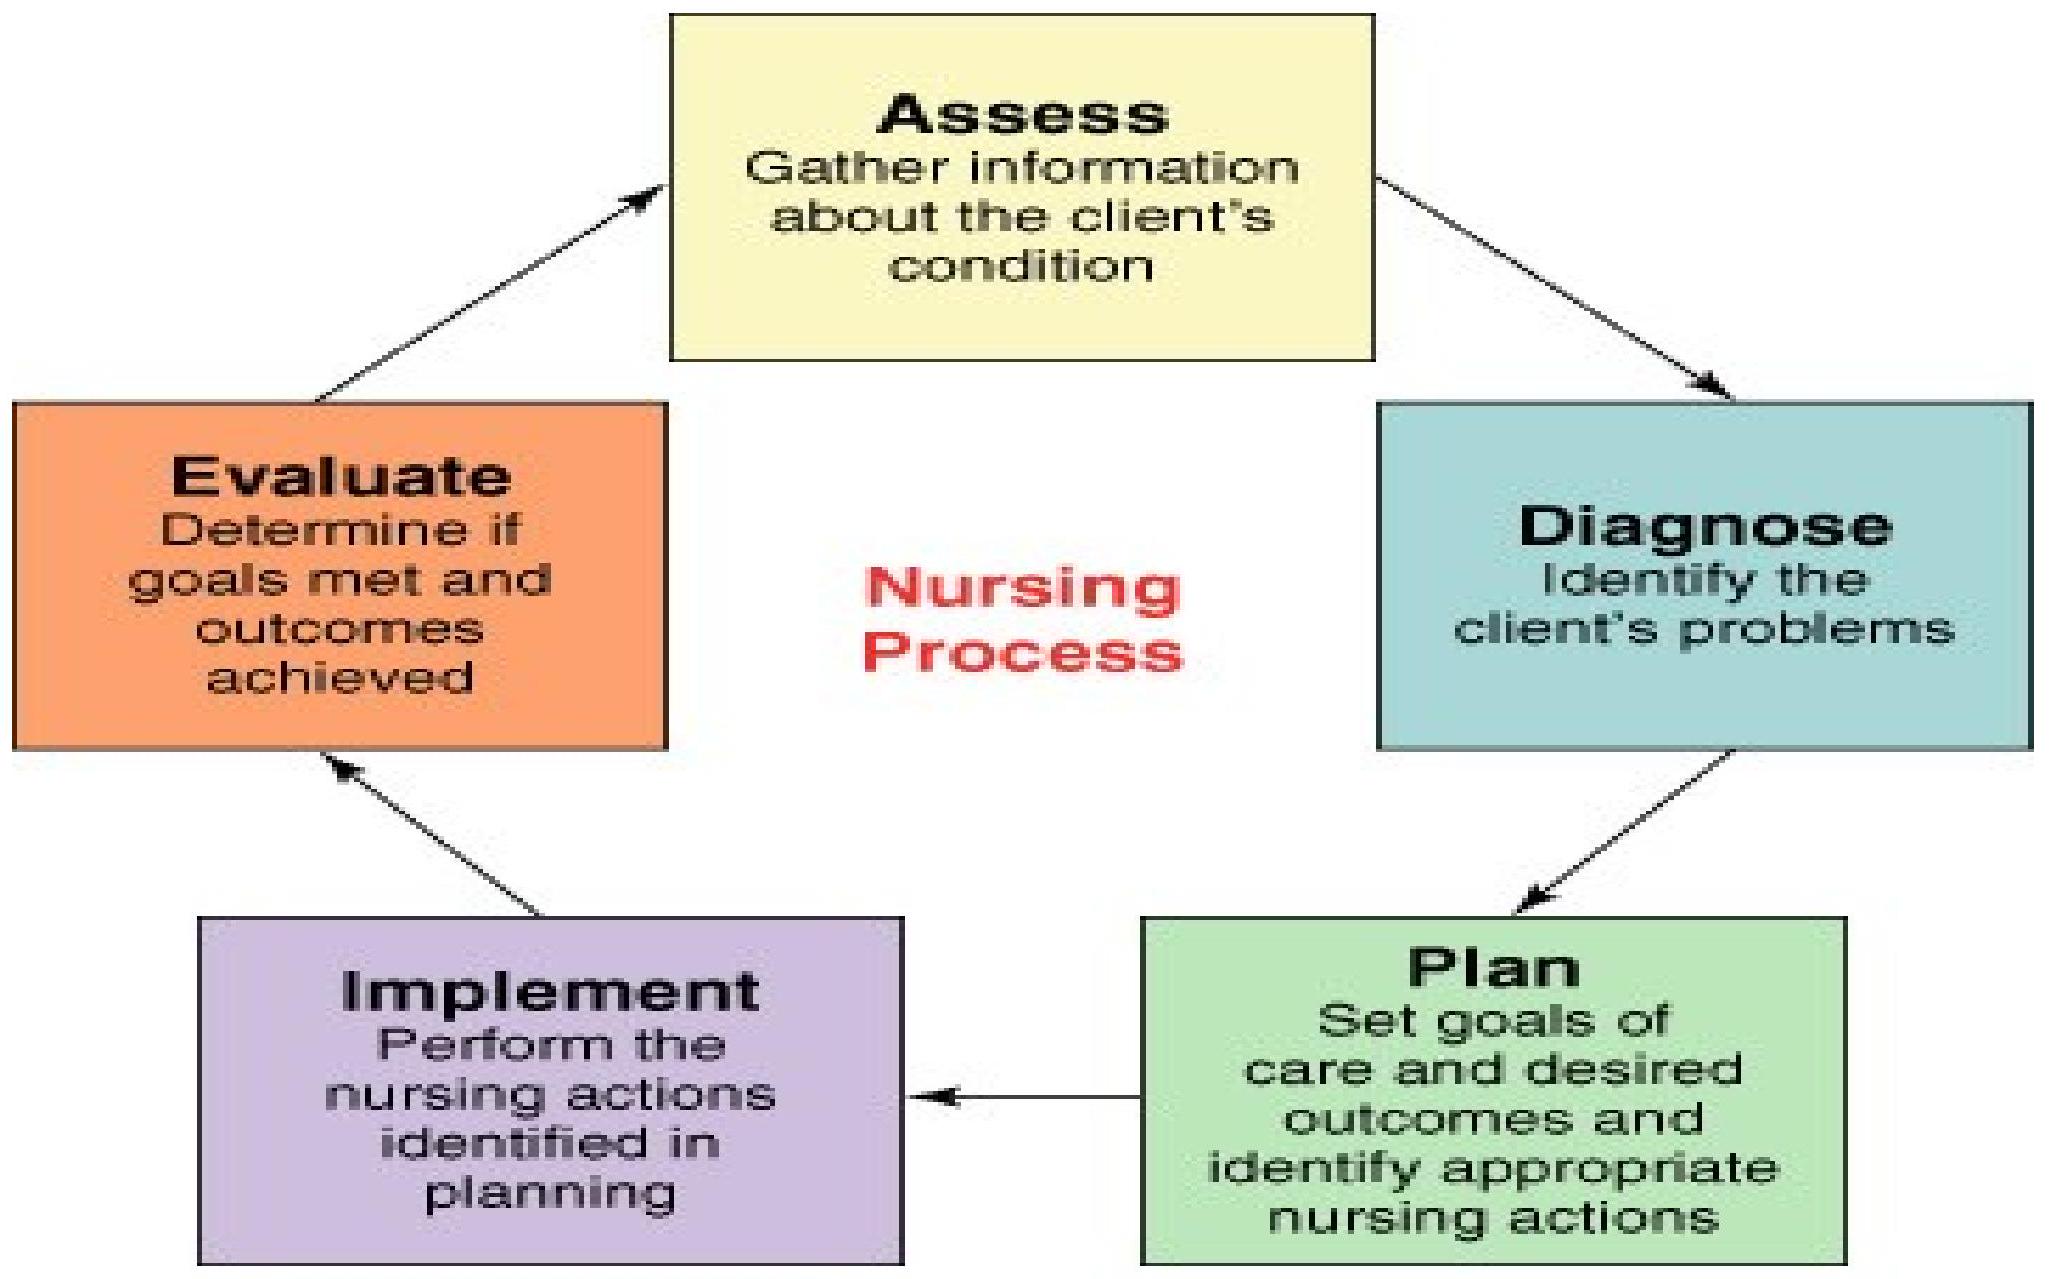 Assess
Gather information
about the client's
condition
Diagnose
Identify the
client's problems
Plan
Set goals of
care and desired
outcomes and
identify appropriate
nursing actions
Implement
Perform the
nursing actions
identified in
planning
Evaluate
Determine if
goals met and
outcomes
achieved
Nursing
Process